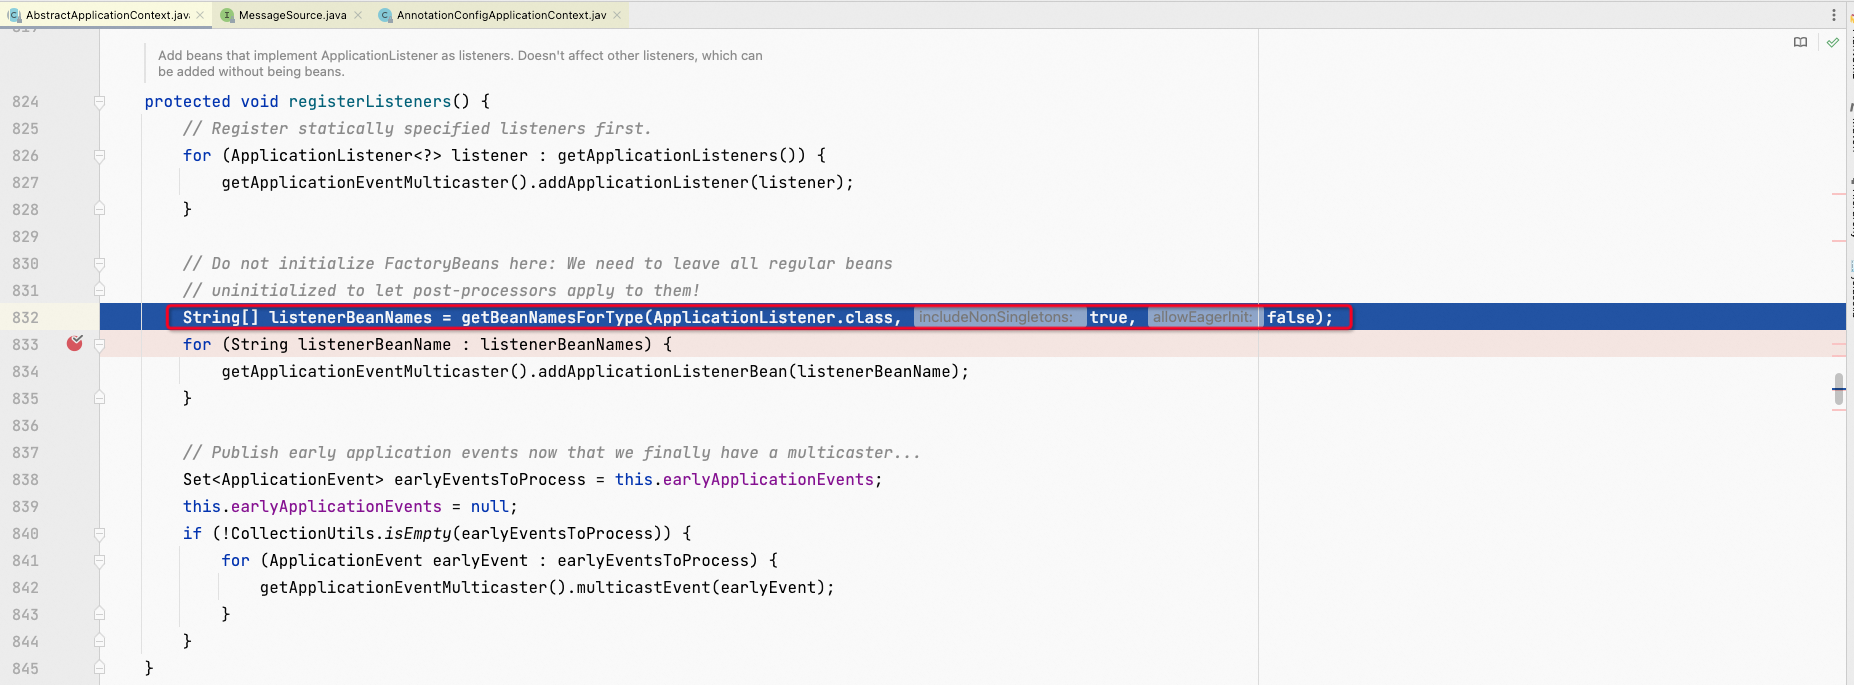 AbstractApplicationContext.java
MessageSource.java
AnnotationConfigApplicationContext.jav
Add beans that implement ApplicationListener as listeners. Doesn't affect other listeners, which can
be added without being beans.
824 protected void registerListeners() {
825 // Register statically specified listeners first.
826 for (ApplicationListener<?> listener : getApplicationListeners()) {
827 getApplicationEventMulticaster().addApplicationListener(listener);
828 }
829
830 // Do not initialize FactoryBeans here: We need to leave all regular beans
831 // uninitialized to let post-processors apply to them!
832 String[] listenerBeanNames = getBeanNamesForType(ApplicationListener.class, includeNonSingletons: true, allowEagerInit: false);
833 for (String listenerBeanName : listenerBeanNames) {
834 getApplicationEventMulticaster().addApplicationListenerBean(listenerBeanName);
835 }
836
837 // Publish early application events now that we finally have a multicaster...
838 Set<ApplicationEvent> earlyEventsToProcess = this.earlyApplicationEvents;
839 this.earlyApplicationEvents = null;
840 if (!CollectionUtils.isEmpty(earlyEventsToProcess)) {
841 for (ApplicationEvent earlyEvent : earlyEventsToProcess) {
842 getApplicationEventMulticaster().multicastEvent(earlyEvent);
843 }
844 }
845 }